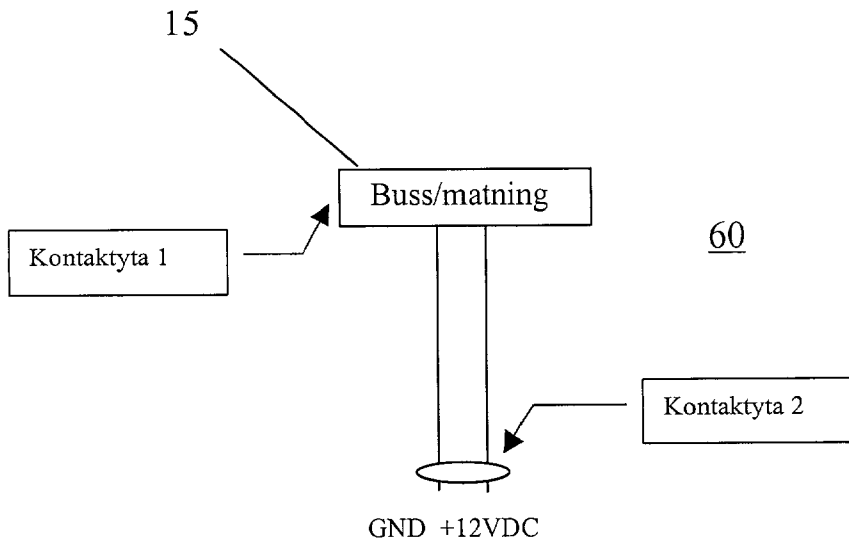 15
Buss/matning
60
Kontaktyta 1
Kontaktyta 2
GND +12VDC